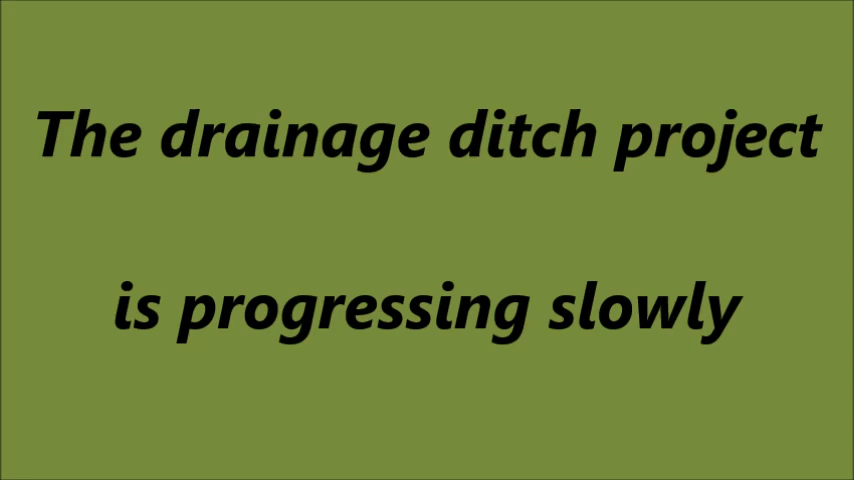 The drainage ditch project
is progressing slowly